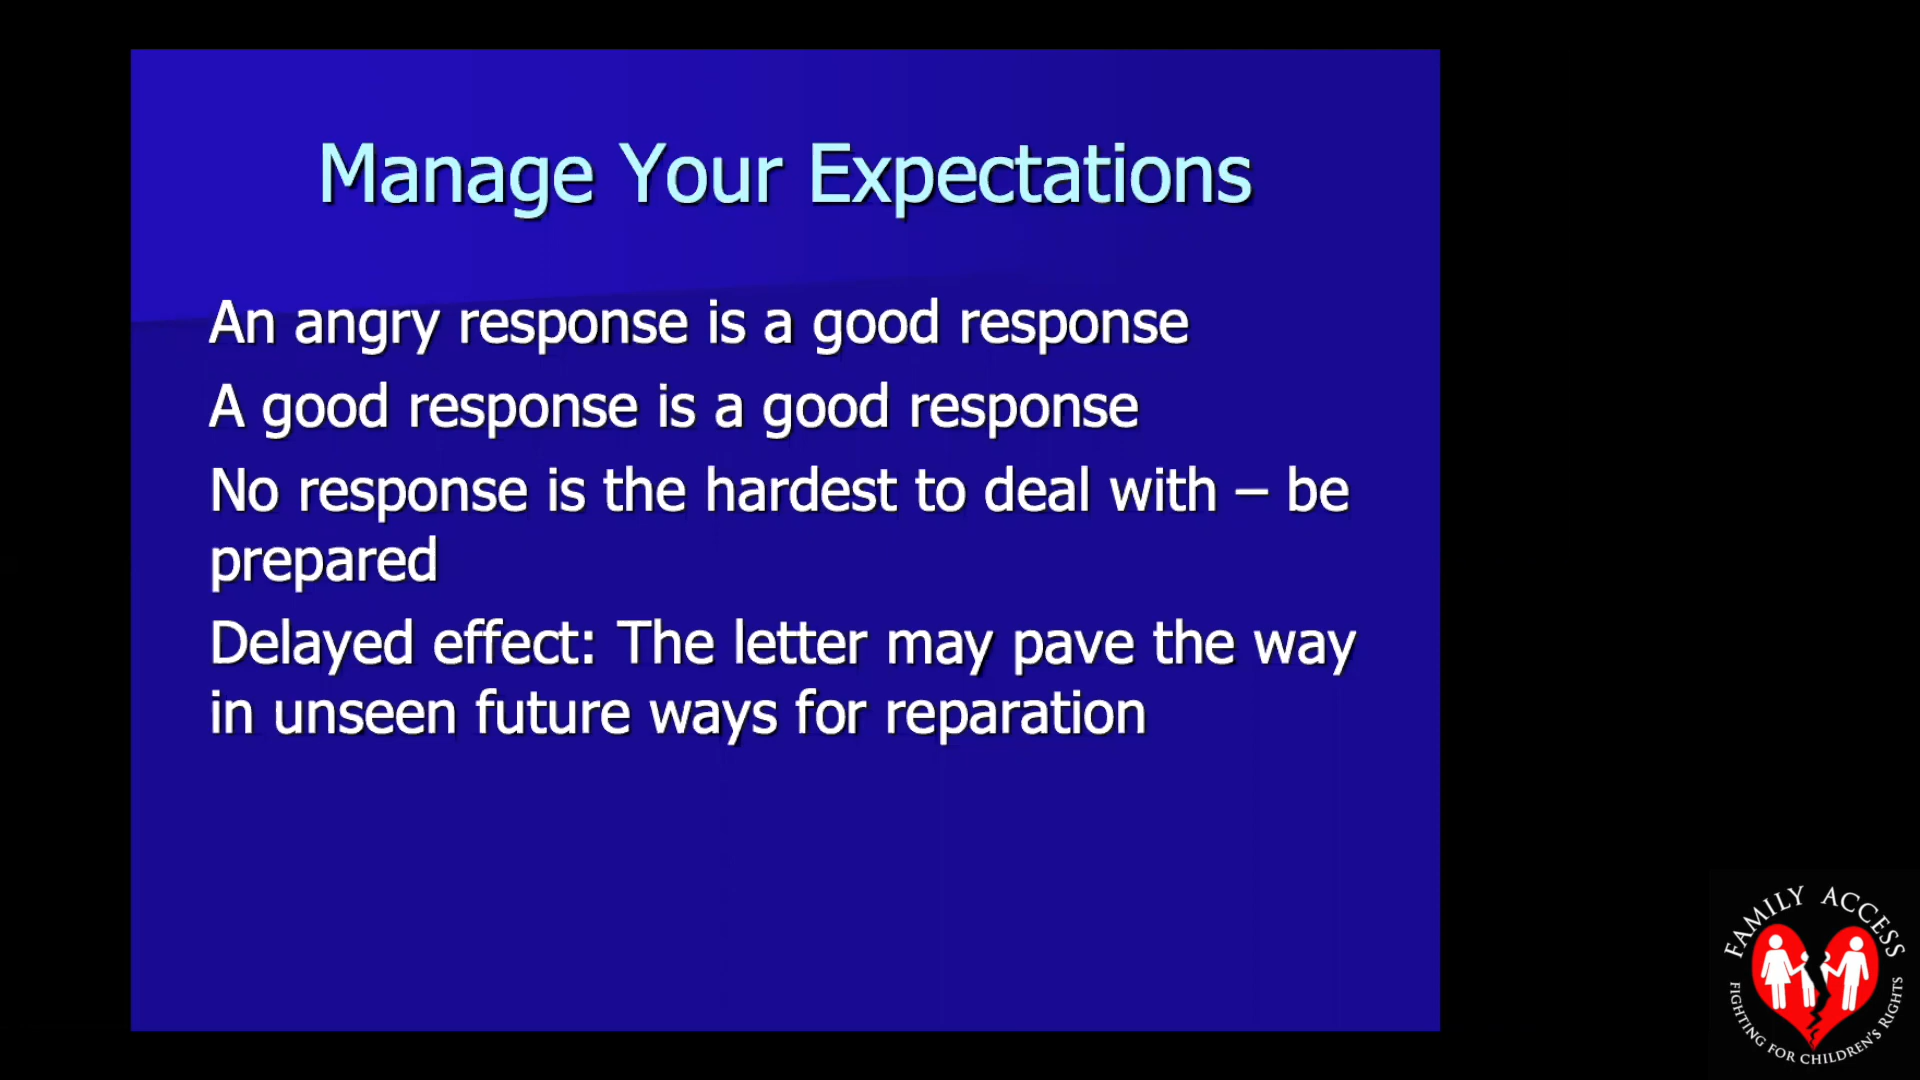 Manage Your Expectations
An angry response is a good response
A good response is a good response
No response is the hardest to deal with – be
prepared
Delayed effect: The letter may pave the way
in unseen future ways for reparation
FAMILY ACCESS
FIGHTING FOR CHILDREN'S RIGHTS